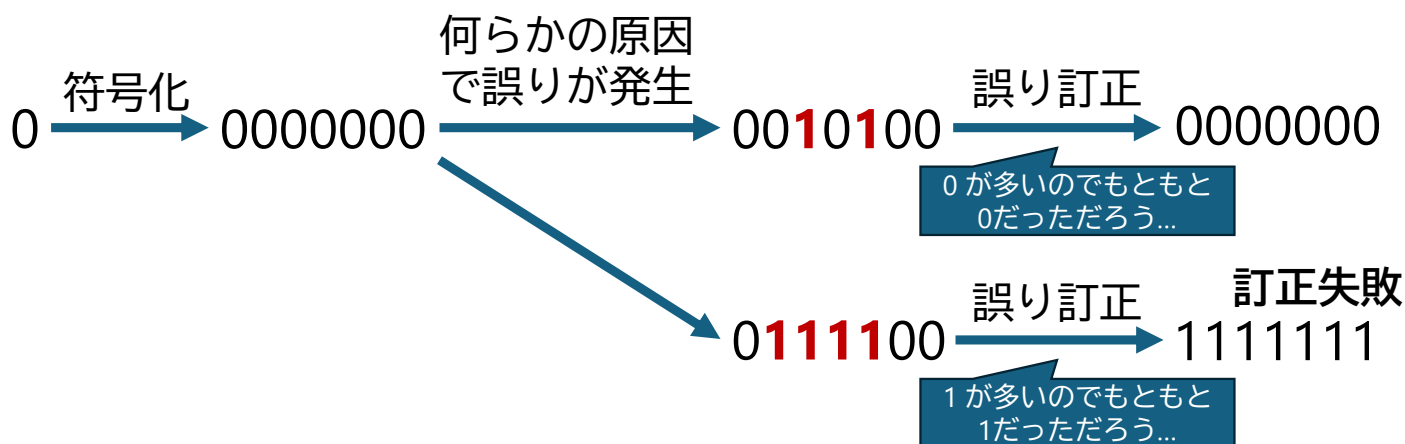 何らかの原因
で誤りが発生
符号化
誤り訂正
0
0000000
0010100
0000000
0 が多いのでもともと
0だっただろう...
訂正失敗
誤り訂正
0111100
1111111
1 が多いのでもともと
1だっただろう...